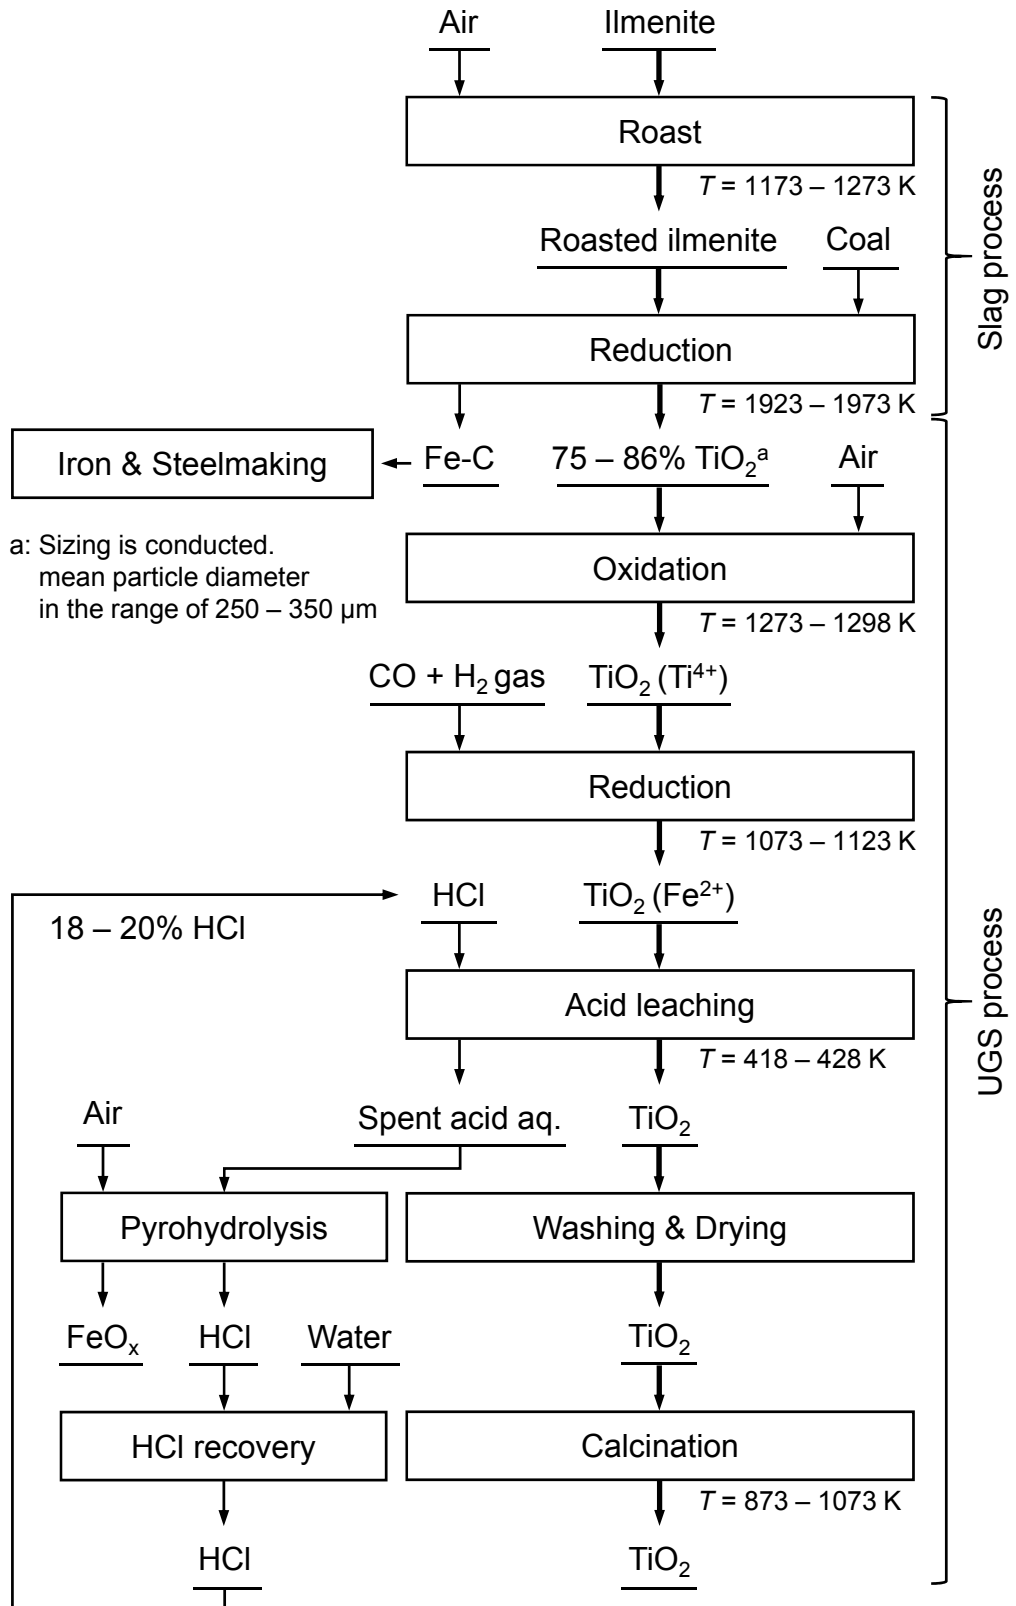 Air
Ilmenite
Roast
T = 1173 – 1273 K
Roasted ilmenite
Coal
Slag process
Reduction
T = 1923 – 1973 K
Iron & Steelmaking
Fe-C
75 – 86% TiO₂ᵃ
Air
a: Sizing is conducted.
mean particle diameter
in the range of 250 – 350 µm
Oxidation
T = 1273 – 1298 K
CO + H₂ gas
TiO₂ (Ti⁴⁺)
Reduction
T = 1073 – 1123 K
HCl
TiO₂ (Fe²⁺)
18 – 20% HCl
Acid leaching
T = 418 – 428 K
UGS process
Air
Spent acid aq.
TiO₂
Pyrohydrolysis
Washing & Drying
FeOₓ
HCl
Water
TiO₂
HCl recovery
Calcination
T = 873 – 1073 K
HCl
TiO₂